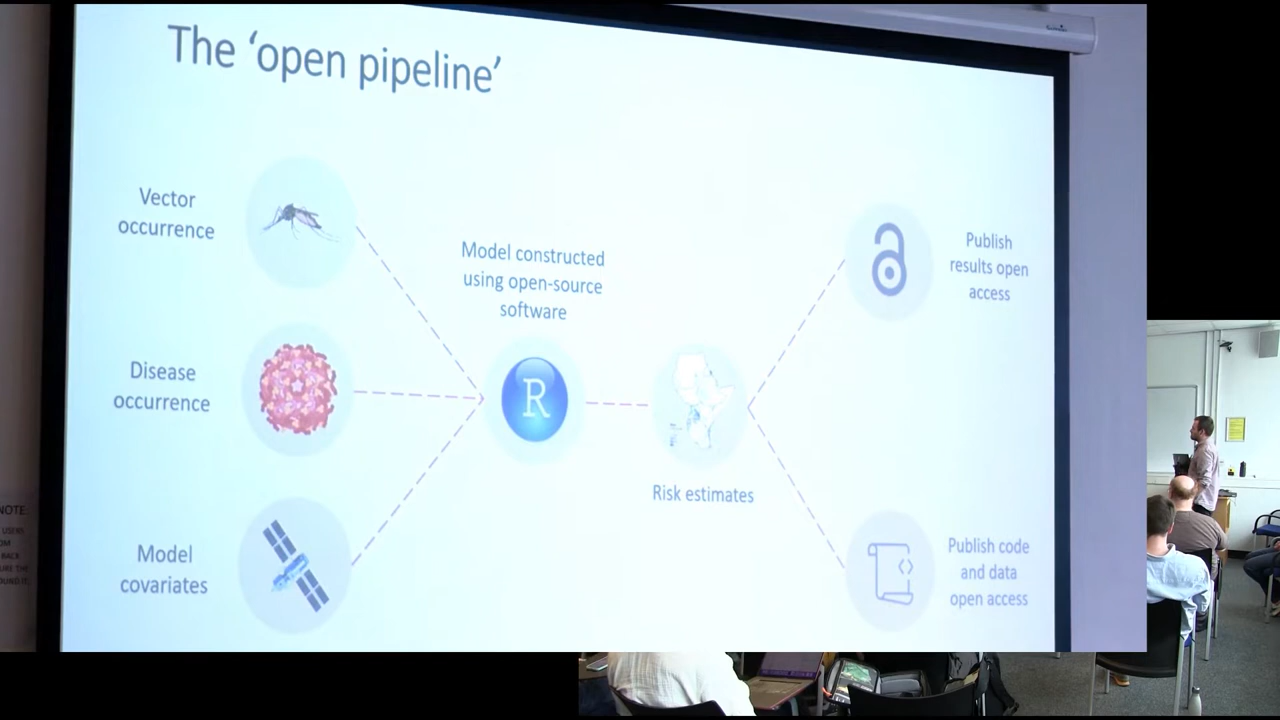 The 'open pipeline'
Vector
occurrence
Disease
occurrence
Model
covariates
Model constructed
using open-source
software
R
Risk estimates
Publish
results open
access
Publish code
and data
open access
NOTE:
BACK